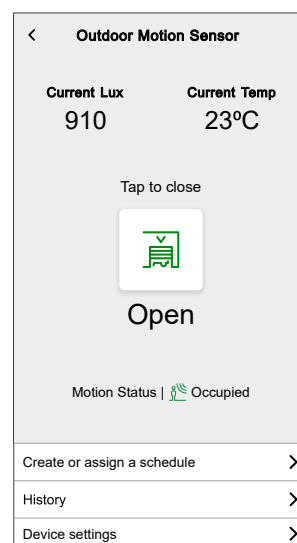 Outdoor Motion Sensor
Current Lux Current Temp
910 23ºC
Tap to close
Open
Motion Status | Occupied
Create or assign a schedule
History
Device settings